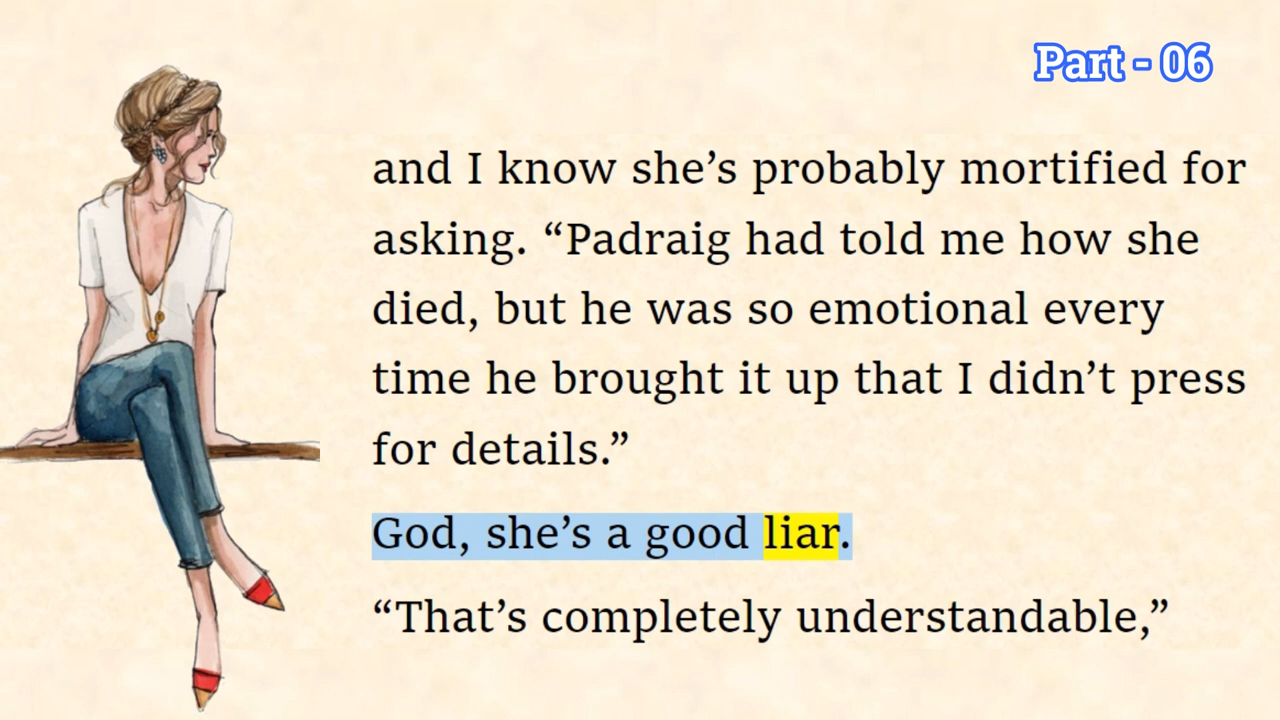 Part - 06
and I know she’s probably mortified for
asking. “Padraig had told me how she
died, but he was so emotional every
time he brought it up that I didn’t press
for details.”
God, she’s a good liar.
“That’s completely understandable,”